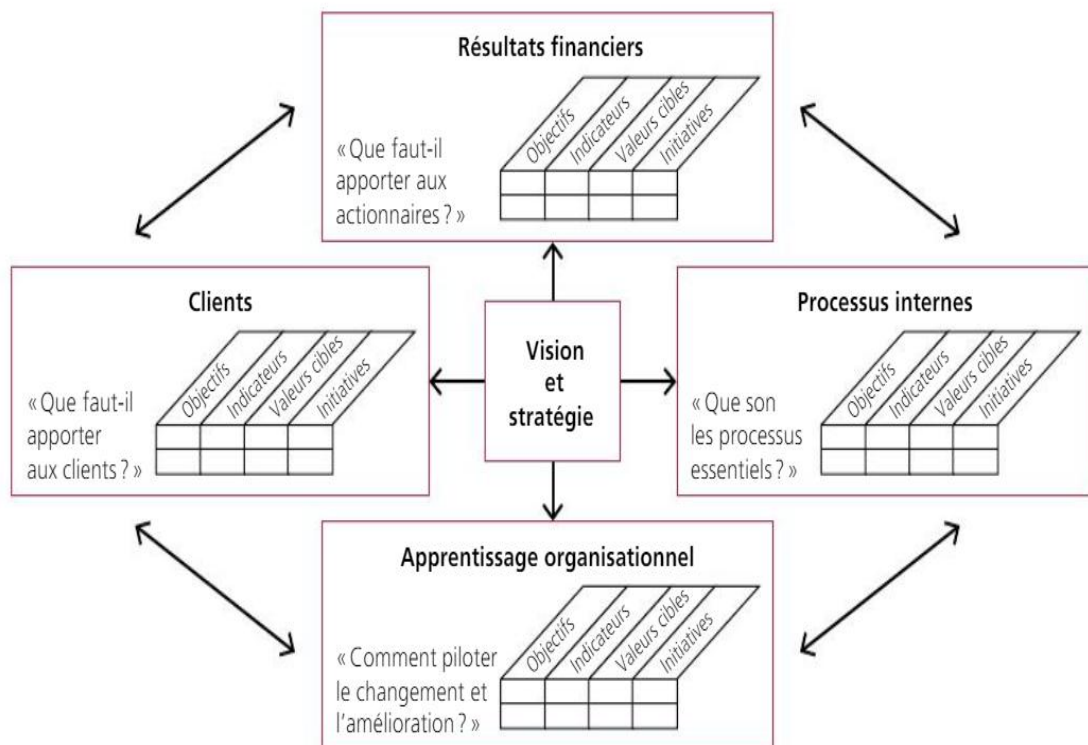 Résultats financiers
Objectifs
Indicateurs
Valeurs cibles
Initiatives
« Que faut-il
apporter aux
actionnaires ? »
Clients
Objectifs
Indicateurs
Valeurs cibles
Initiatives
« Que faut-il
apporter
aux clients ? »
Vision
et
stratégie
Processus internes
Objectifs
Indicateurs
Valeurs cibles
Initiatives
« Que son
les processus
essentiels ? »
Apprentissage organisationnel
Objectifs
Indicateurs
Valeurs cibles
Initiatives
« Comment piloter
le changement et
l’amélioration ? »